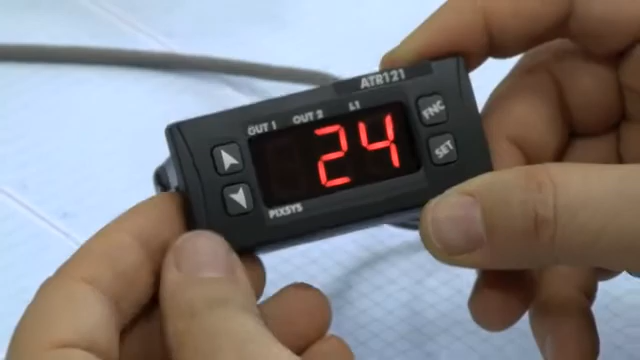 ATR121
OUT 1 OUT 2 L1
24
FNC
SET
PIXSYS